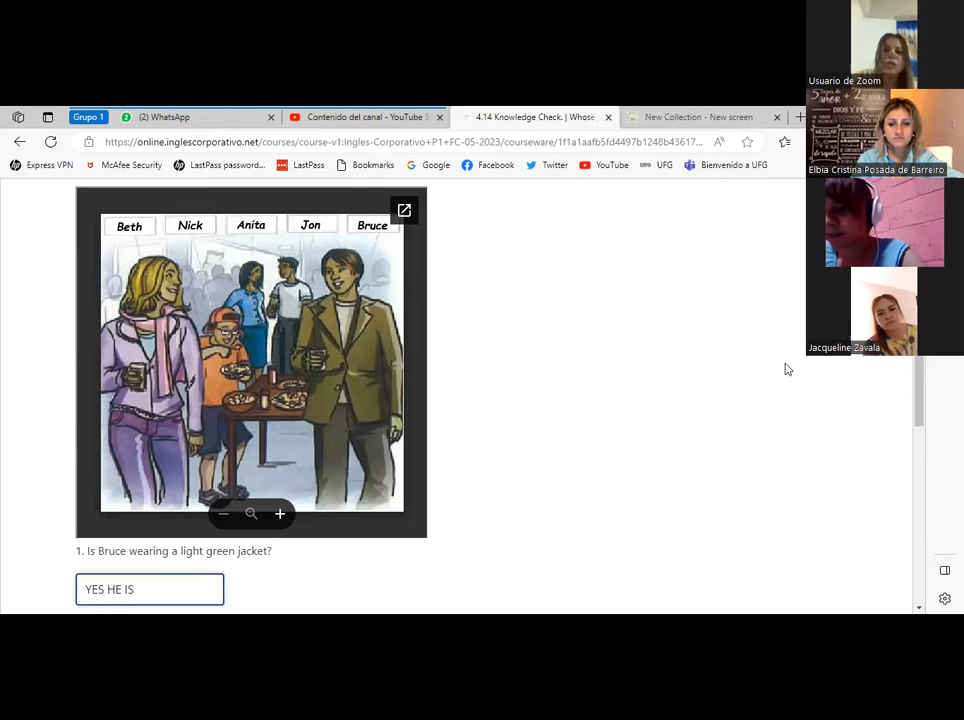 Usuario de Zoom
Grupo 1
(2) WhatsApp
Contenido del canal - YouTube S
4.14 Knowledge Check. | Whose
New Collection - New screen
https://online.inglescorporativo.net/courses/course-v1:Ingles-Corporativo+P1+FC-05-2023/courseware/1f1a1aafb5fd4497b1248d43617...
Express VPN
McAfee Security
LastPass password...
LastPass
Bookmarks
Google
Facebook
Twitter
YouTube
UFG
Bienvenido a UFG
Elbia Cristina Posada de Barreiro
Jacqueline Zavala
Beth Nick Anita Jon Bruce
1. Is Bruce wearing a light green jacket?
YES HE IS